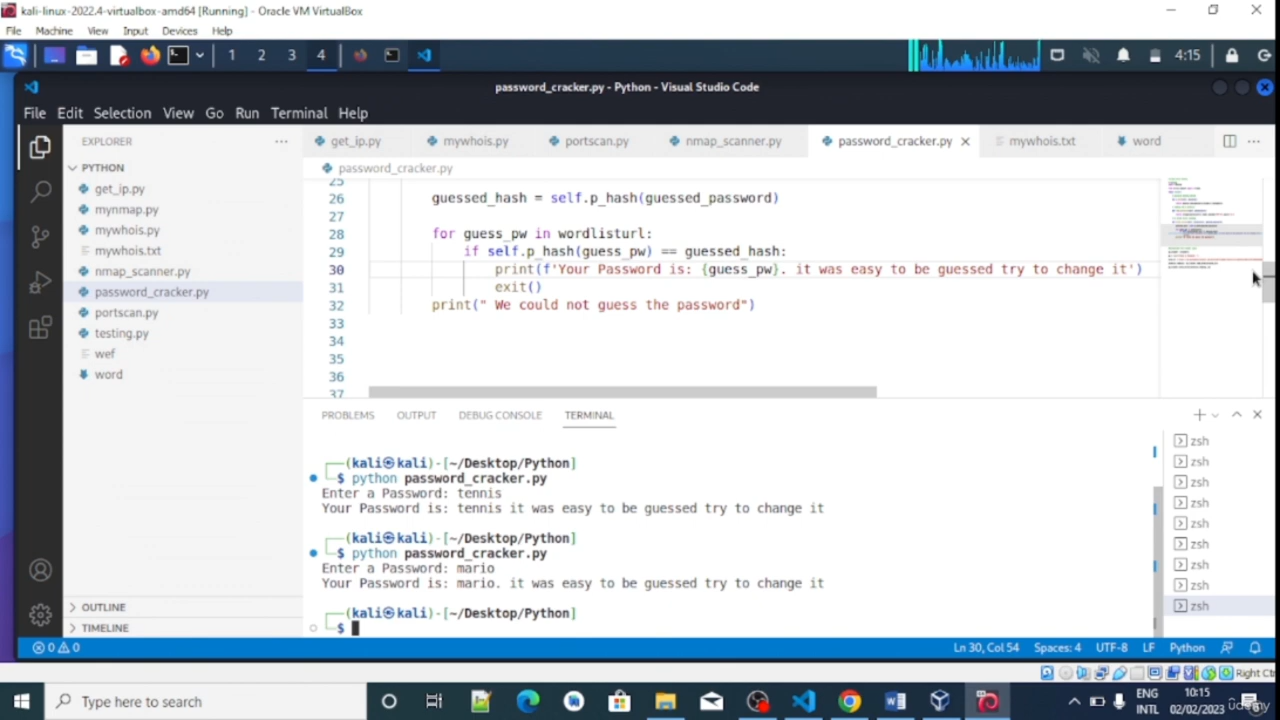 kali-linux-2022.4-virtualbox-amd64 [Running] - Oracle VM VirtualBox
File Machine View Input Devices Help
1 2 3 4 4:15
password_cracker.py - Python - Visual Studio Code
File Edit Selection View Go Run Terminal Help
EXPLORER
get_ip.py mywhois.py portscan.py nmap_scanner.py password_cracker.py mywhois.txt word
PYTHON
get_ip.py
mynmap.py
mywhois.py
mywhois.txt
nmap_scanner.py
password_cracker.py
portscan.py
testing.py
wef
word
OUTLINE
TIMELINE
password_cracker.py
25
26 guessed_hash = self.p_hash(guessed_password)
27
28 for guess_pw in wordlisturl:
29 if self.p_hash(guess_pw) == guessed_hash:
30 print(f'Your Password is: {guess_pw}. it was easy to be guessed try to change it')
31 exit()
32 print(" We could not guess the password")
33
34
35
36
37
PROBLEMS OUTPUT DEBUG CONSOLE TERMINAL
(kali㉿kali)-[~/Desktop/Python]
$ python password_cracker.py
Enter a Password: tennis
Your Password is: tennis it was easy to be guessed try to change it
(kali㉿kali)-[~/Desktop/Python]
$ python password_cracker.py
Enter a Password: mario
Your Password is: mario. it was easy to be guessed try to change it
(kali㉿kali)-[~/Desktop/Python]
$
zsh
zsh
zsh
zsh
zsh
zsh
zsh
zsh
zsh
0 0 Ln 30, Col 54 Spaces: 4 UTF-8 LF Python
Right Ct
Type here to search
ENG
INTL
10:15
02/02/2023
udemy